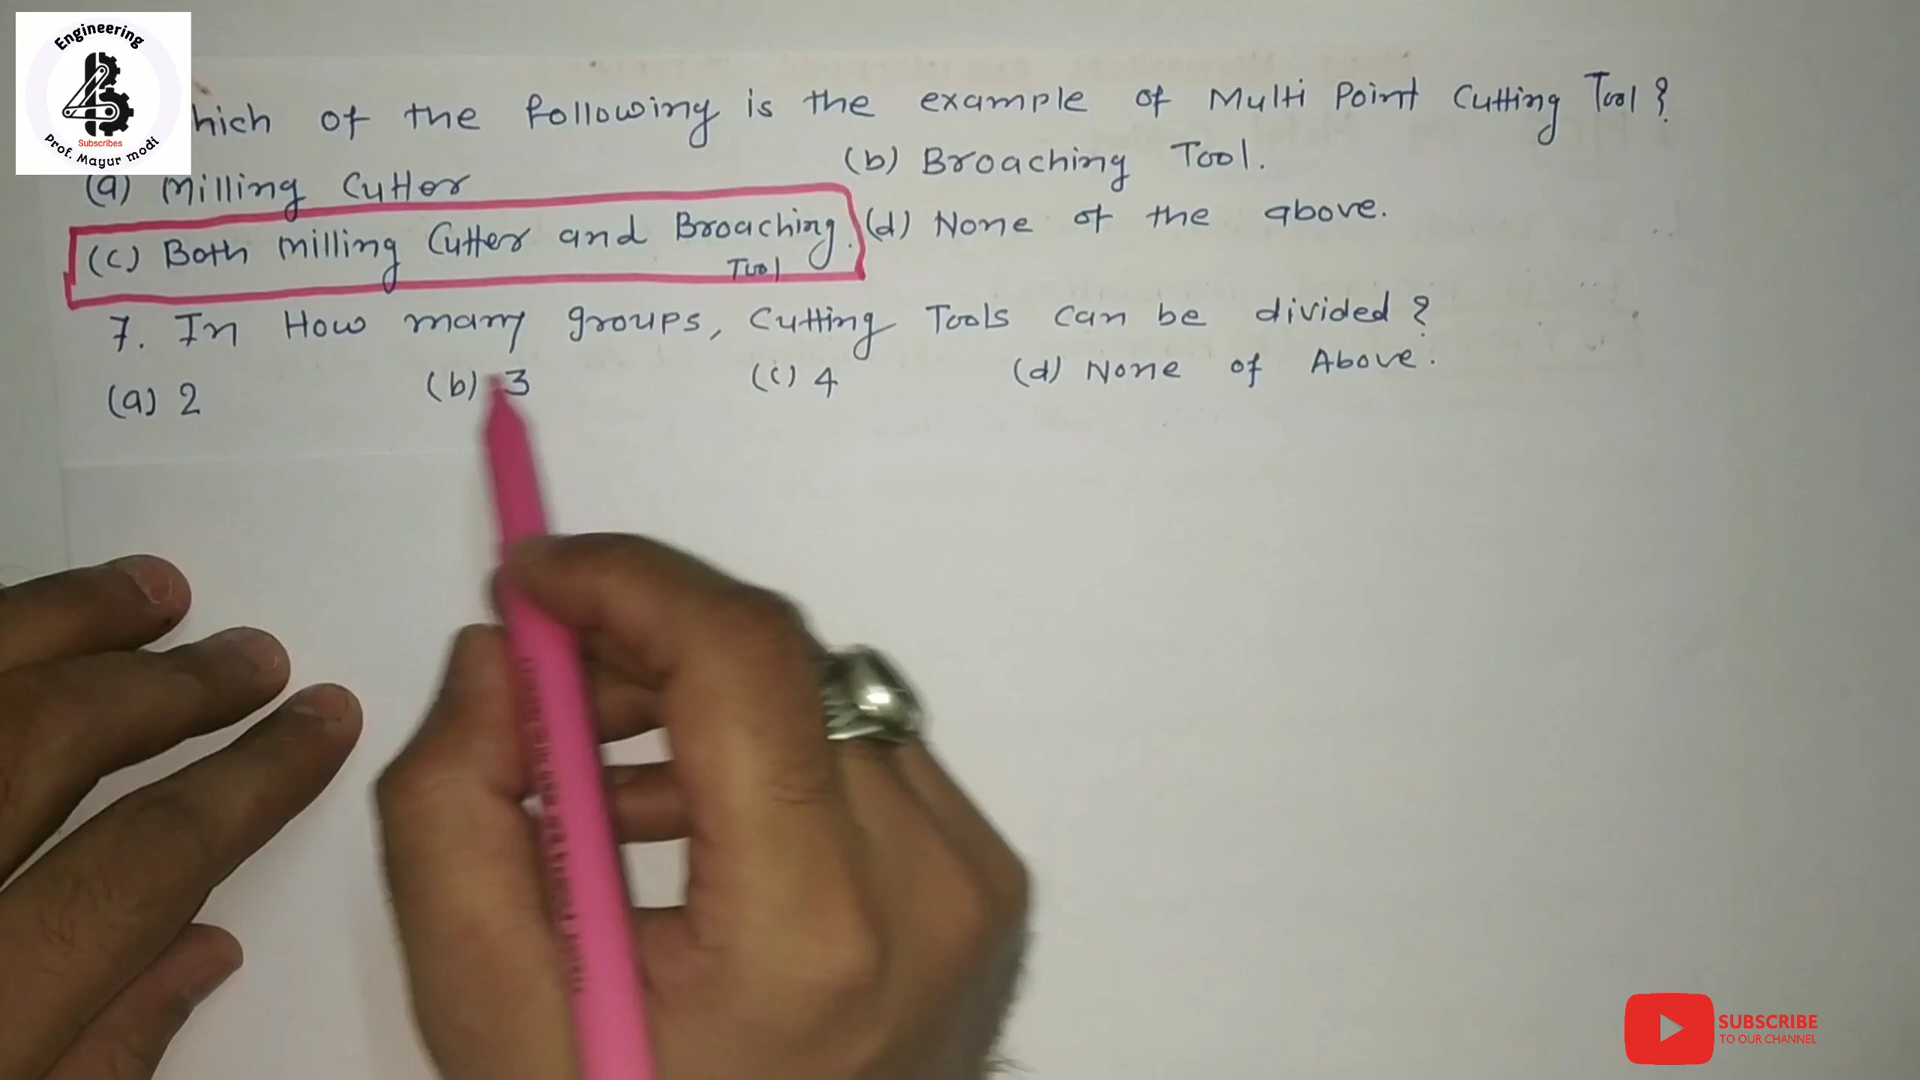 Engineering
Subscribes
Prof. Mayur modi
hich of the following is the example of Multi Point Cutting Tool?
(a) Milling Cutter (b) Broaching Tool.
(c) Both Milling Cutter and Broaching Tool. (d) None of the above.
7. In How many groups, Cutting Tools can be divided?
(a) 2 (b) 3 (c) 4 (d) None of Above.
SUBSCRIBE
TO OUR CHANNEL